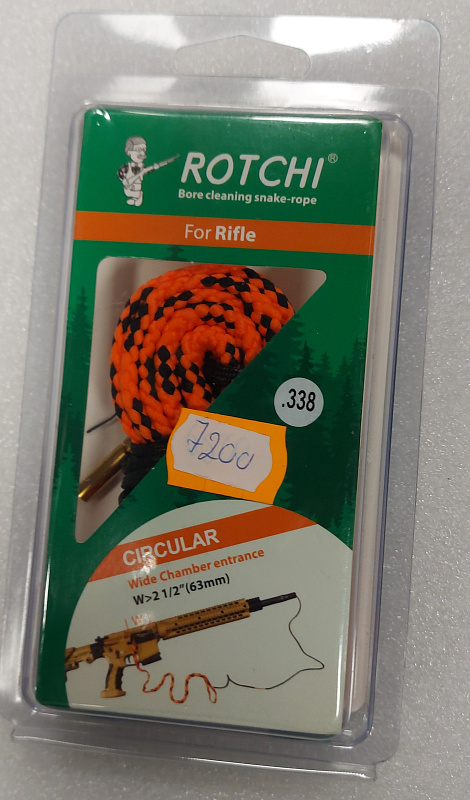 ROTCHI®
Bore cleaning snake-rope
For Rifle
.338
7200
CIRCULAR
Wide Chamber entrance
W>2 1/2"(63mm)